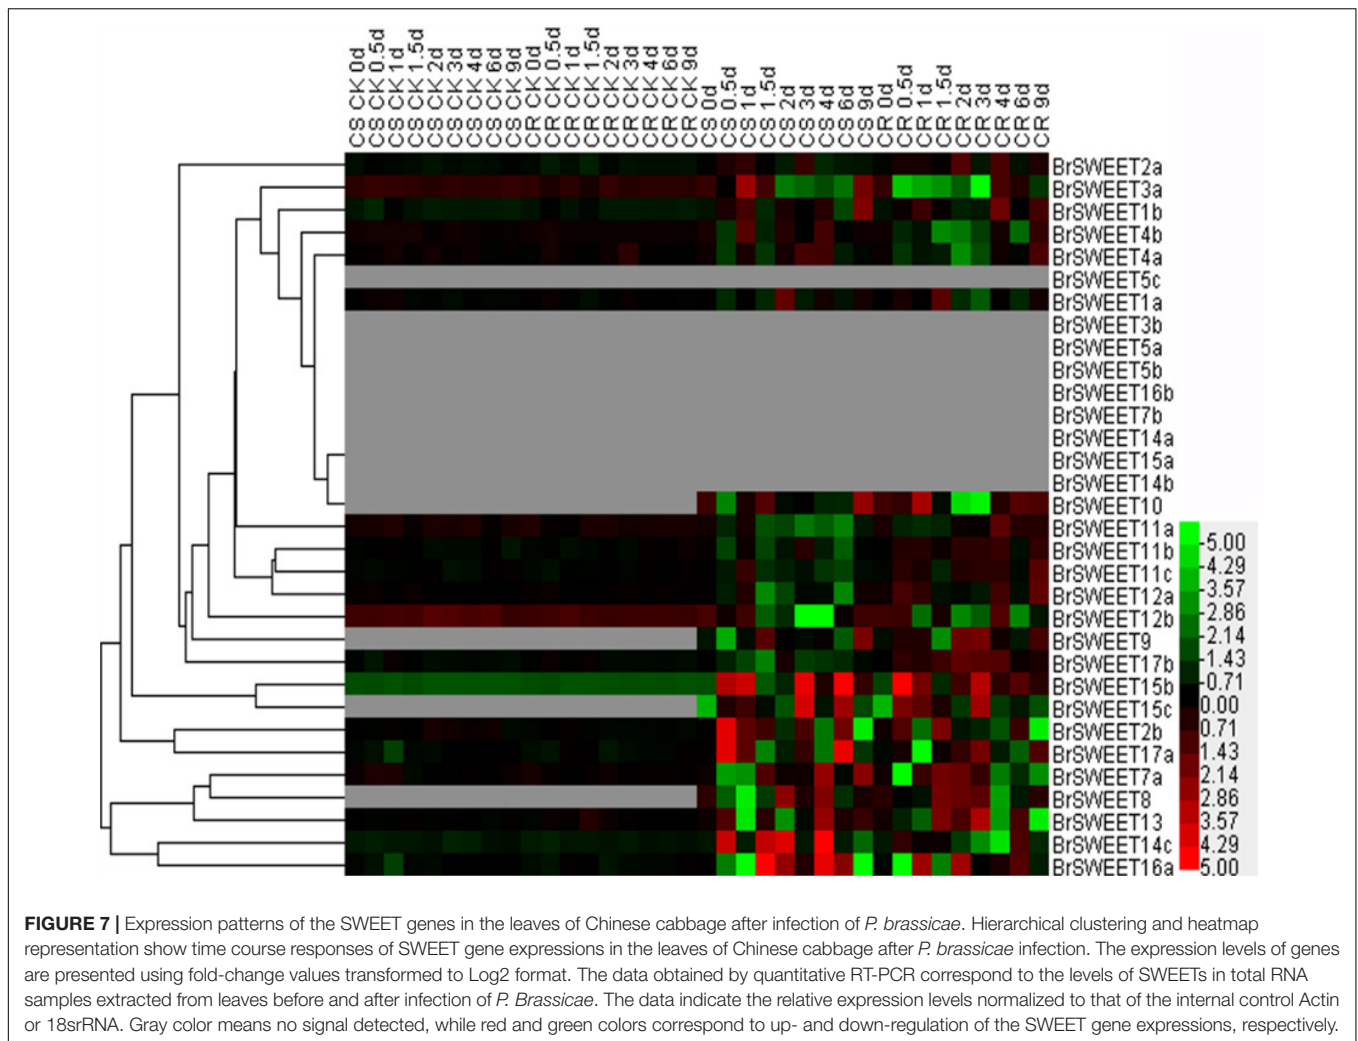 CS CK 0d
CS CK 0.5d
CS CK 1d
CS CK 1.5d
CS CK 2d
CS CK 3d
CS CK 4d
CS CK 6d
CS CK 9d
CR CK 0d
CR CK 0.5d
CR CK 1d
CR CK 1.5d
CR CK 2d
CR CK 3d
CR CK 4d
CR CK 6d
CR CK 9d
CS 0d
CS 0.5d
CS 1d
CS 1.5d
CS 2d
CS 3d
CS 4d
CS 6d
CS 9d
CR 0d
CR 0.5d
CR 1d
CR 1.5d
CR 2d
CR 3d
CR 4d
CR 6d
CR 9d
BrSWEET2a
BrSWEET3a
BrSWEET1b
BrSWEET4b
BrSWEET4a
BrSWEET5c
BrSWEET1a
BrSWEET3b
BrSWEET5a
BrSWEET5b
BrSWEET16b
BrSWEET7b
BrSWEET14a
BrSWEET15a
BrSWEET14b
BrSWEET10
BrSWEET11a
BrSWEET11b
BrSWEET11c
BrSWEET12a
BrSWEET12b
BrSWEET9
BrSWEET17b
BrSWEET15b
BrSWEET15c
BrSWEET2b
BrSWEET17a
BrSWEET7a
BrSWEET8
BrSWEET13
BrSWEET14c
BrSWEET16a
-5.00
-4.29
-3.57
-2.86
-2.14
-1.43
-0.71
0.00
0.71
1.43
2.14
2.86
3.57
4.29
5.00
FIGURE 7 | Expression patterns of the SWEET genes in the leaves of Chinese cabbage after infection of P. brassicae. Hierarchical clustering and heatmap
representation show time course responses of SWEET gene expressions in the leaves of Chinese cabbage after P. brassicae infection. The expression levels of genes
are presented using fold-change values transformed to Log2 format. The data obtained by quantitative RT-PCR correspond to the levels of SWEETs in total RNA
samples extracted from leaves before and after infection of P. Brassicae. The data indicate the relative expression levels normalized to that of the internal control Actin
or 18srRNA. Gray color means no signal detected, while red and green colors correspond to up- and down-regulation of the SWEET gene expressions, respectively.